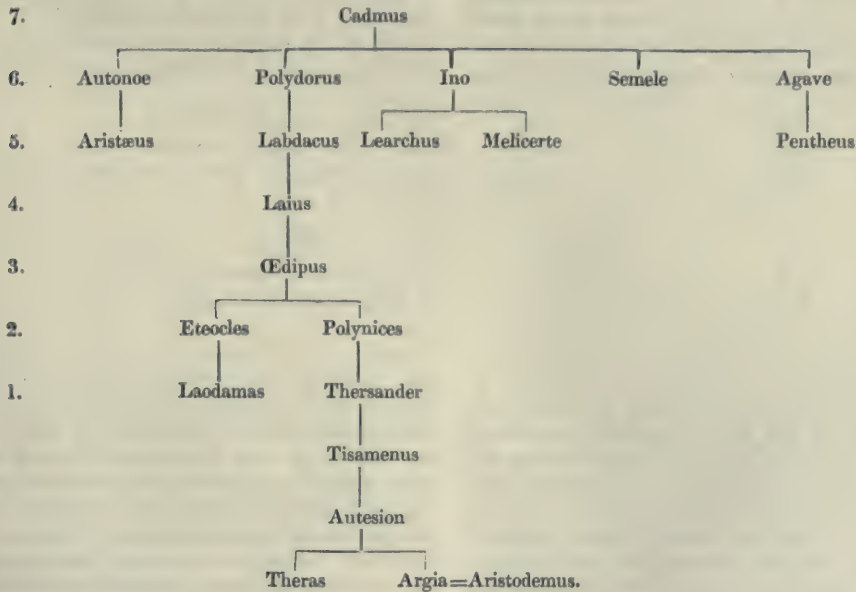 7. Cadmus
6. Autonoe Polydorus Ino Semele Agave
5. Aristæus Labdacus Learchus Melicerte Pentheus
4. Laius
3. Œdipus
2. Eteocles Polynices
1. Laodamas Thersander
Tisamenus
Autesion
Theras Argia=Aristodemus.